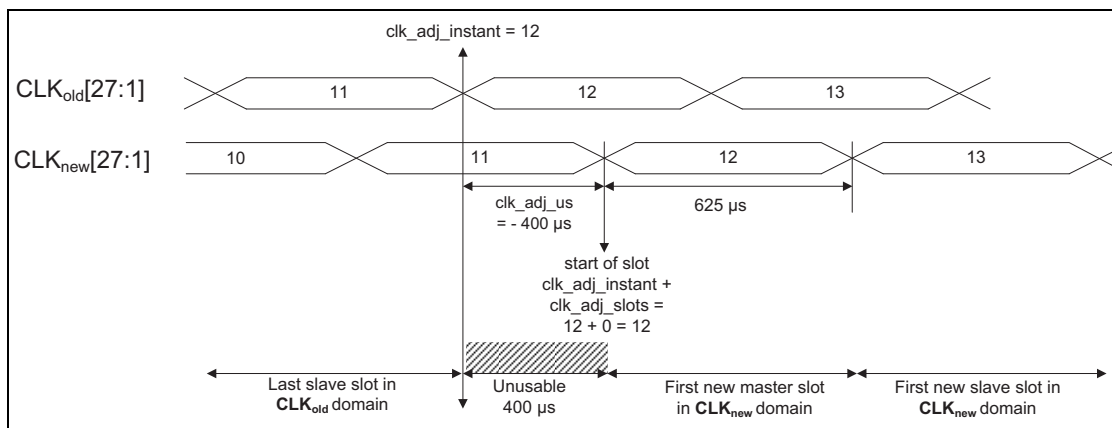 clk_adj_instant = 12
CLKold[27:1]
11
12
13
CLKnew[27:1]
10
11
12
13
clk_adj_us
= - 400 µs
625 µs
start of slot
clk_adj_instant +
clk_adj_slots =
12 + 0 = 12
Last slave slot in
CLKold domain
Unusable
400 µs
First new master slot
in CLKnew domain
First new slave slot in
CLKnew domain